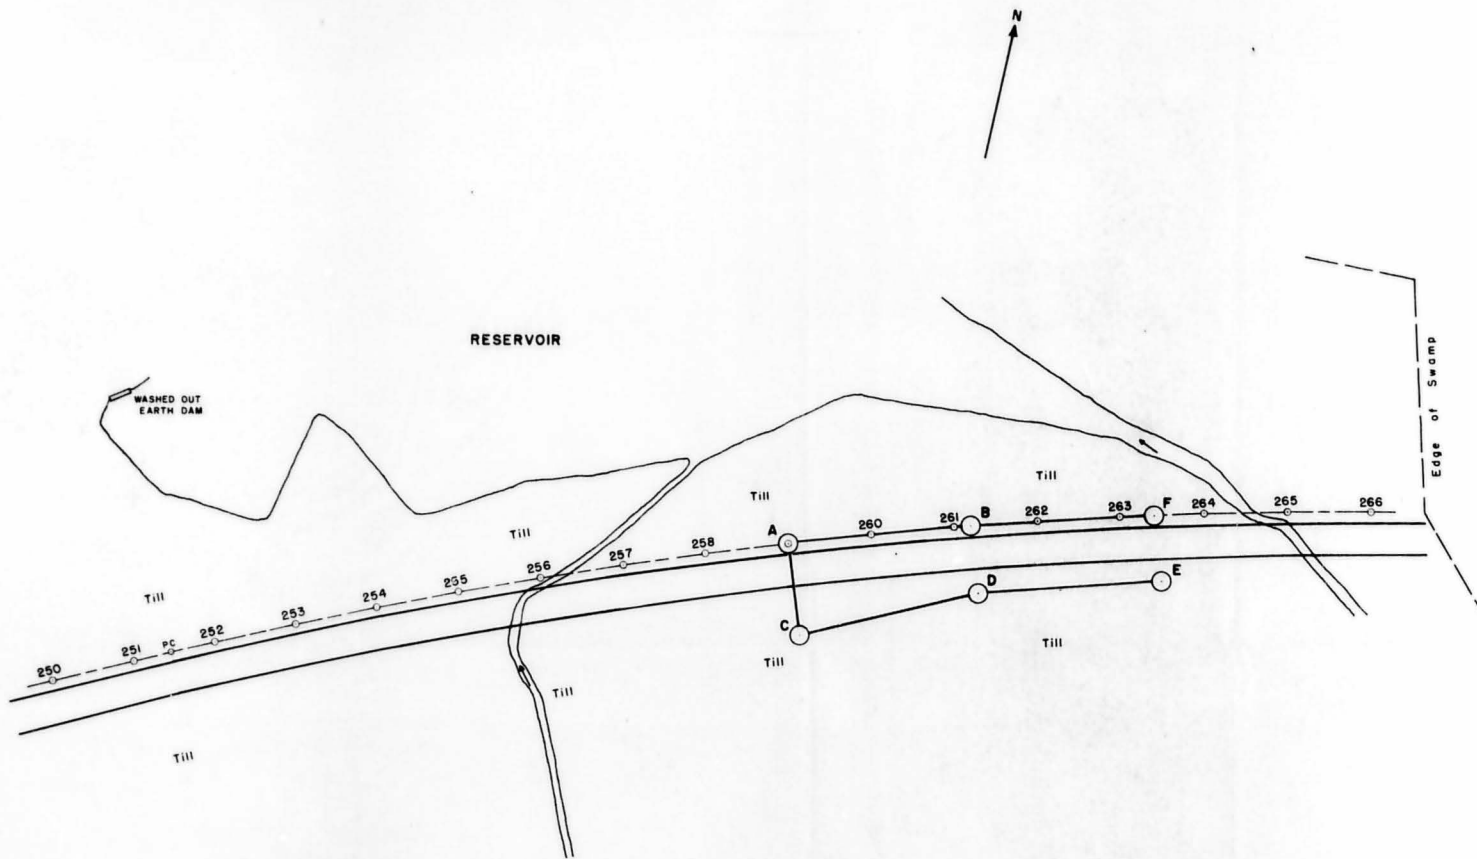 N
RESERVOIR
WASHED OUT
EARTH DAM
Edge of Swamp
Till
Till
Till
Till
A
B
F
250
251
PC
252
253
254
255
256
257
258
260
261
262
263
264
265
266
C
D
E
Till
Till
Till
Till